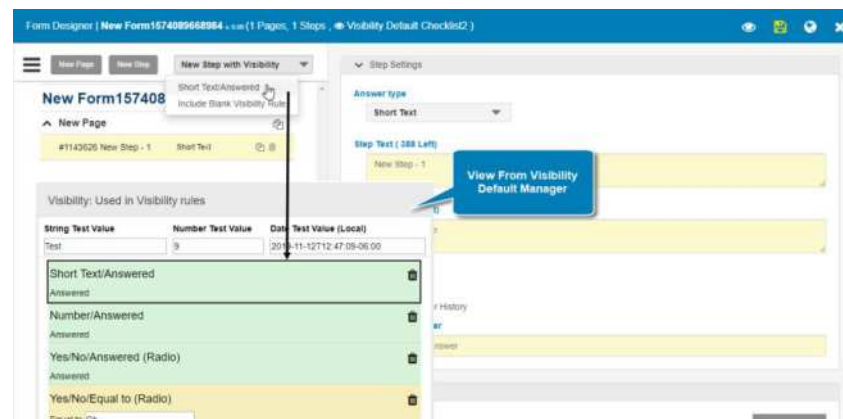 Form Designer | New Form1574089668984 (1 Pages, 1 Steps , Visibility Default Checklist2 )
New Page New Step New Step with Visibility
Step Settings
Short Text/Answered
Include Blank Visibility Rule
New Form157408
Answer type
Short Text
New Page
#1143626 New Step - 1 Short Text
Step Text ( 388 Left)
New Step - 1
View From Visibility
Default Manager
Visibility: Used in Visibility rules
String Test Value Number Test Value Date Test Value (Local)
Test 9 2019-11-12T12:47:09-06:00
Short Text/Answered
Answered
Number/Answered
Answered
r History
er
nswer
Yes/No/Answered (Radio)
Answered
Yes/No/Equal to (Radio)